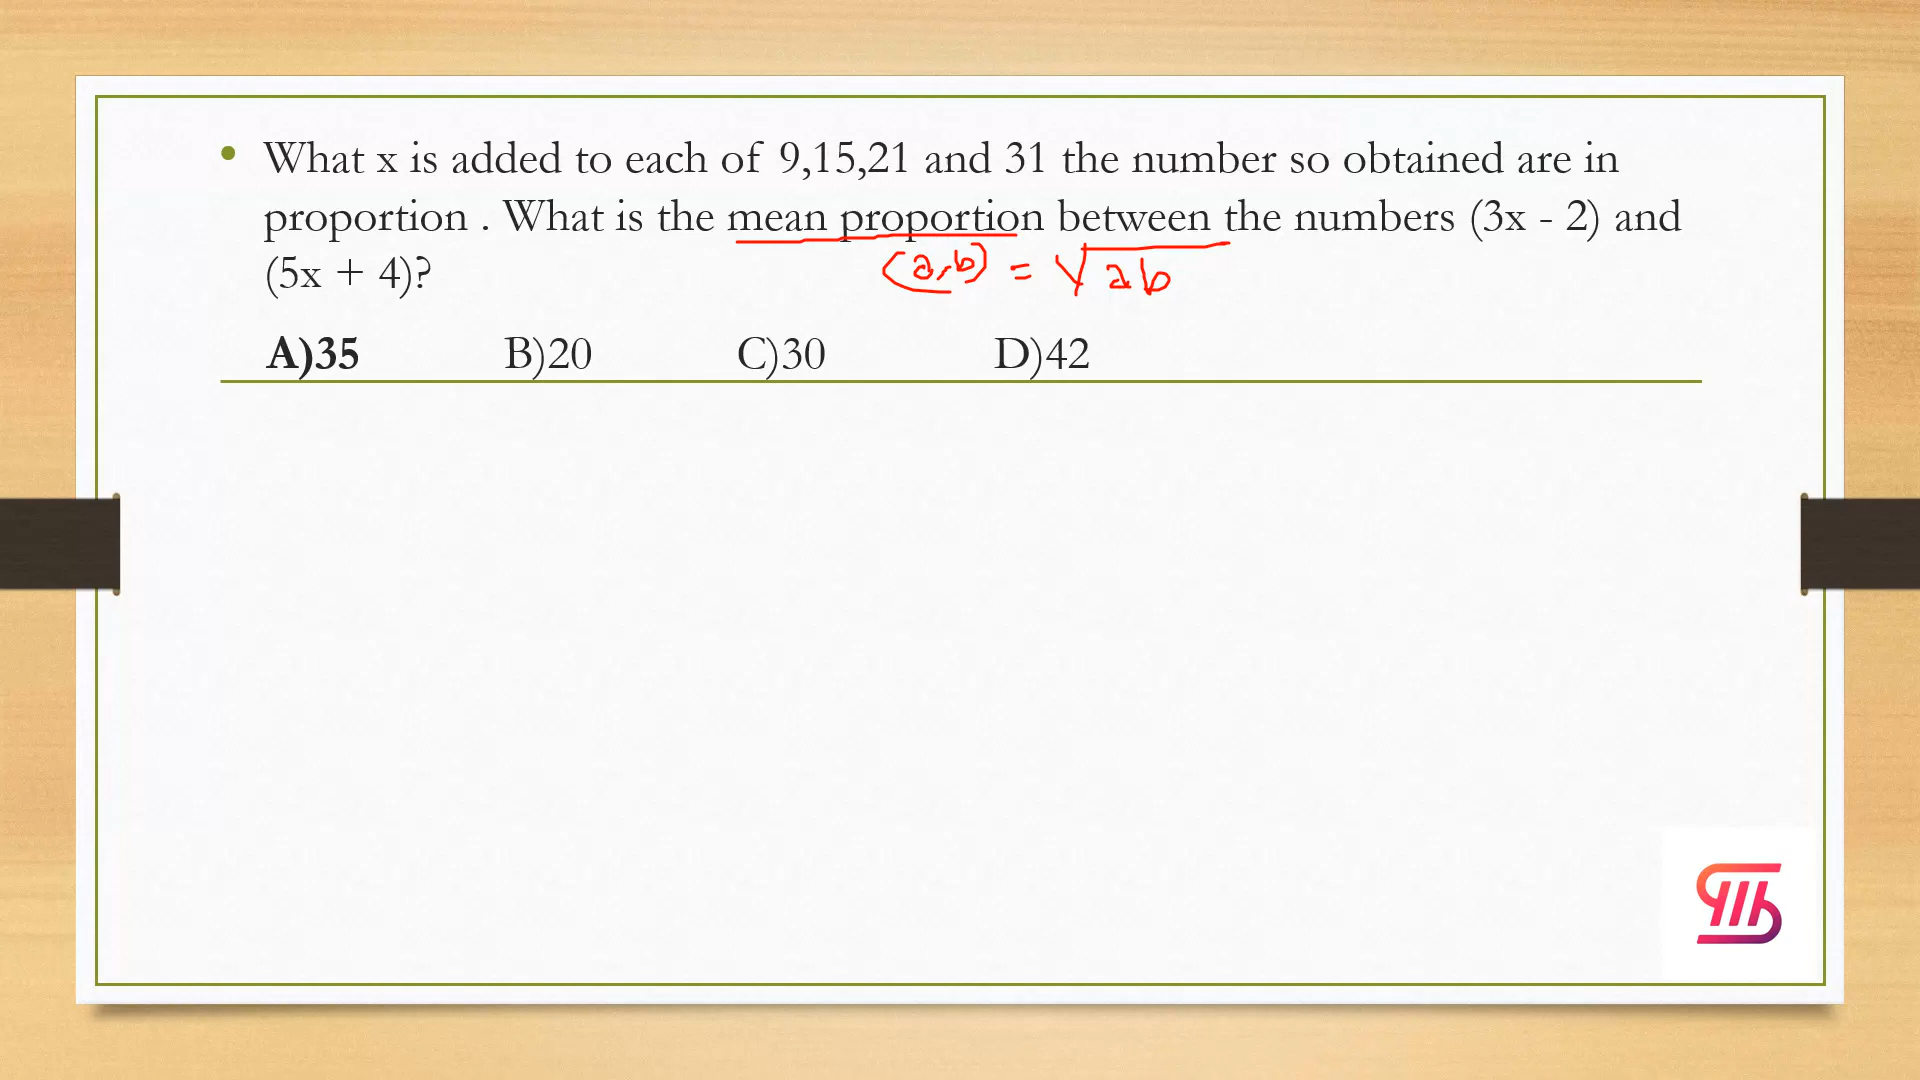 • What x is added to each of 9,15,21 and 31 the number so obtained are in
proportion . What is the mean proportion between the numbers (3x - 2) and
(5x + 4)?
(a,b) = √ab
A)35 B)20 C)30 D)42